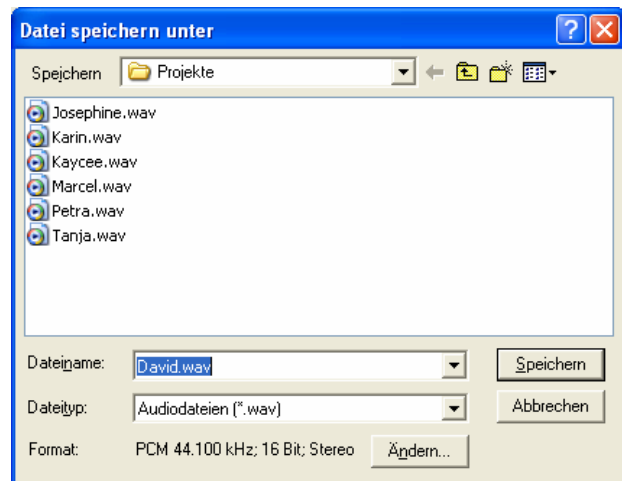 Datei speichern unter
Speichern Projekte
Josephine.wav
Karin.wav
Kaycee.wav
Marcel.wav
Petra.wav
Tanja.wav
Dateiname: David.wav Speichern
Dateityp: Audiodateien (*.wav) Abbrechen
Format: PCM 44.100 kHz; 16 Bit; Stereo Ändern...